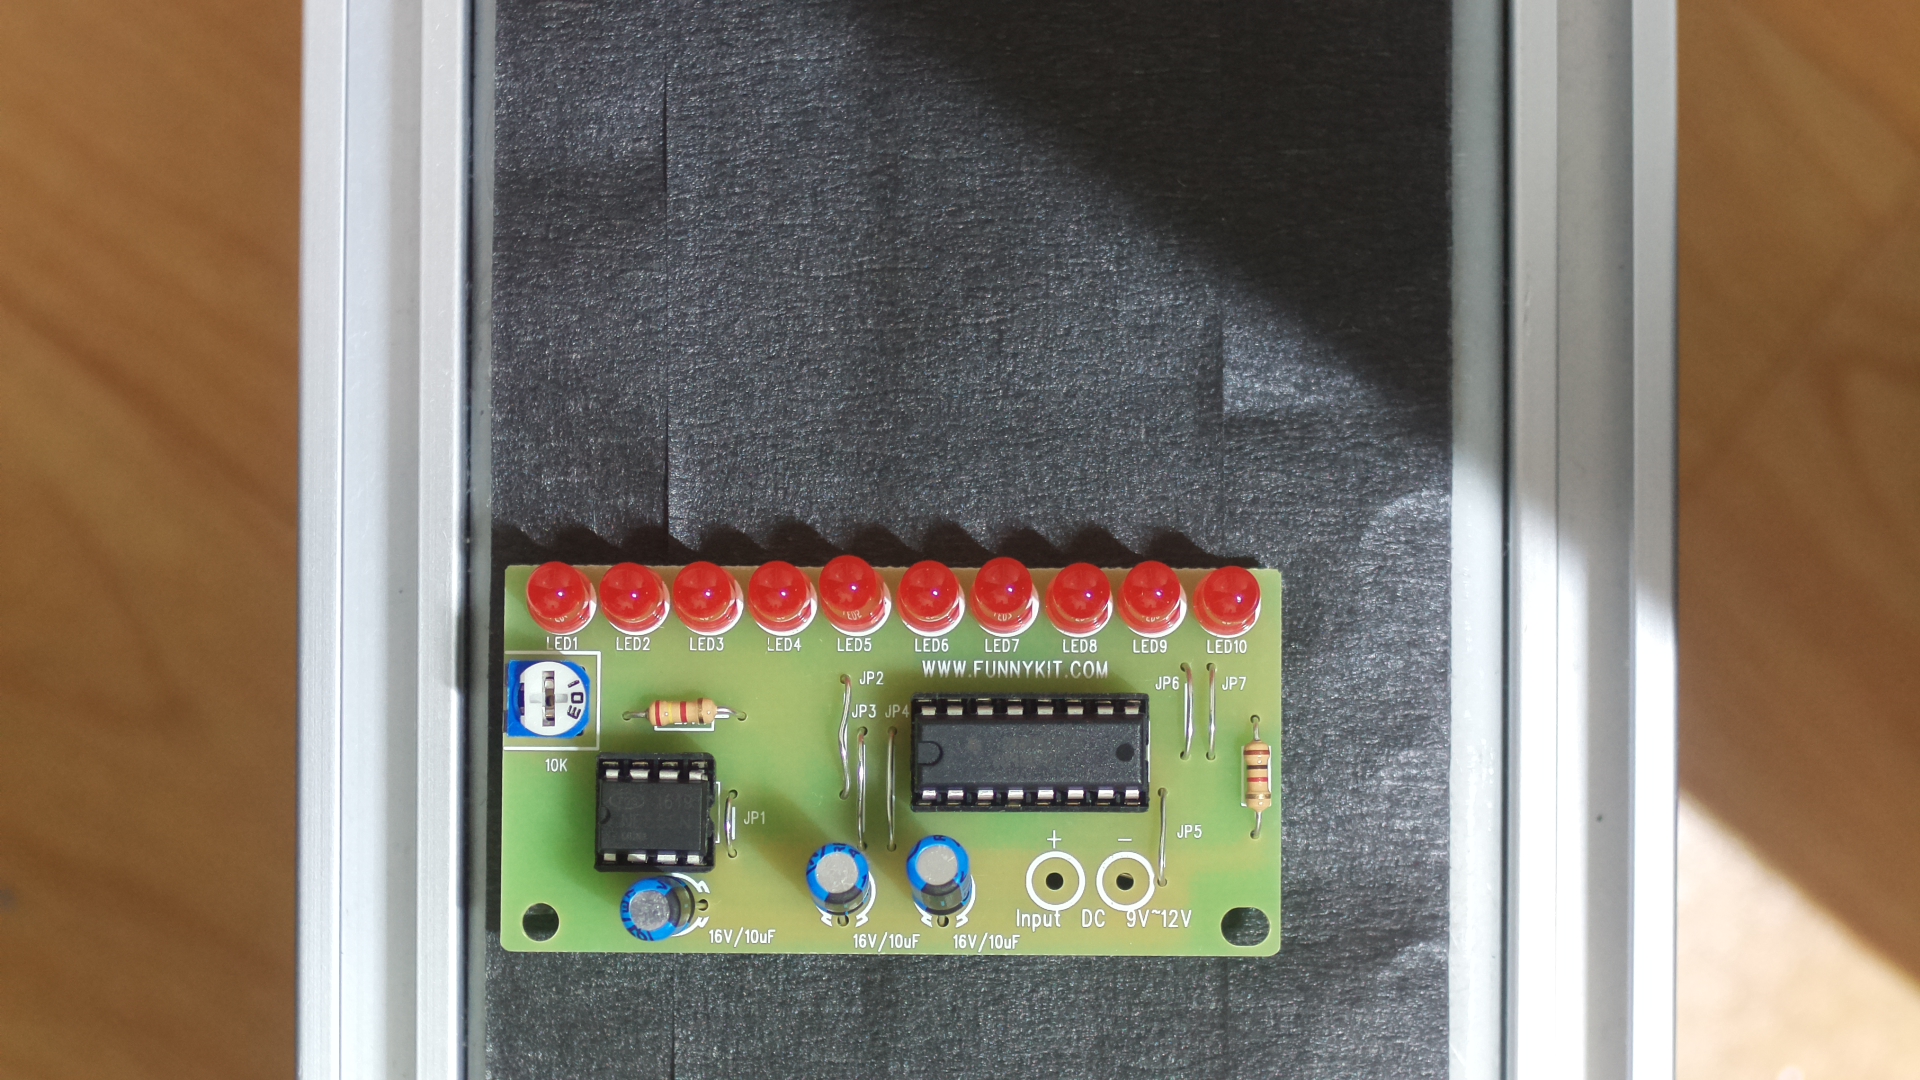 LED1 LED2 LED3 LED4 LED5 LED6 LED7 LED8 LED9 LED10
WWW.FUNNYKIT.COM
JP2
JP6 JP7
JP3 JP4
E01
10K
JP1
JP5
+ -
Input DC 9V~12V
16V/10uF 16V/10uF 16V/10uF